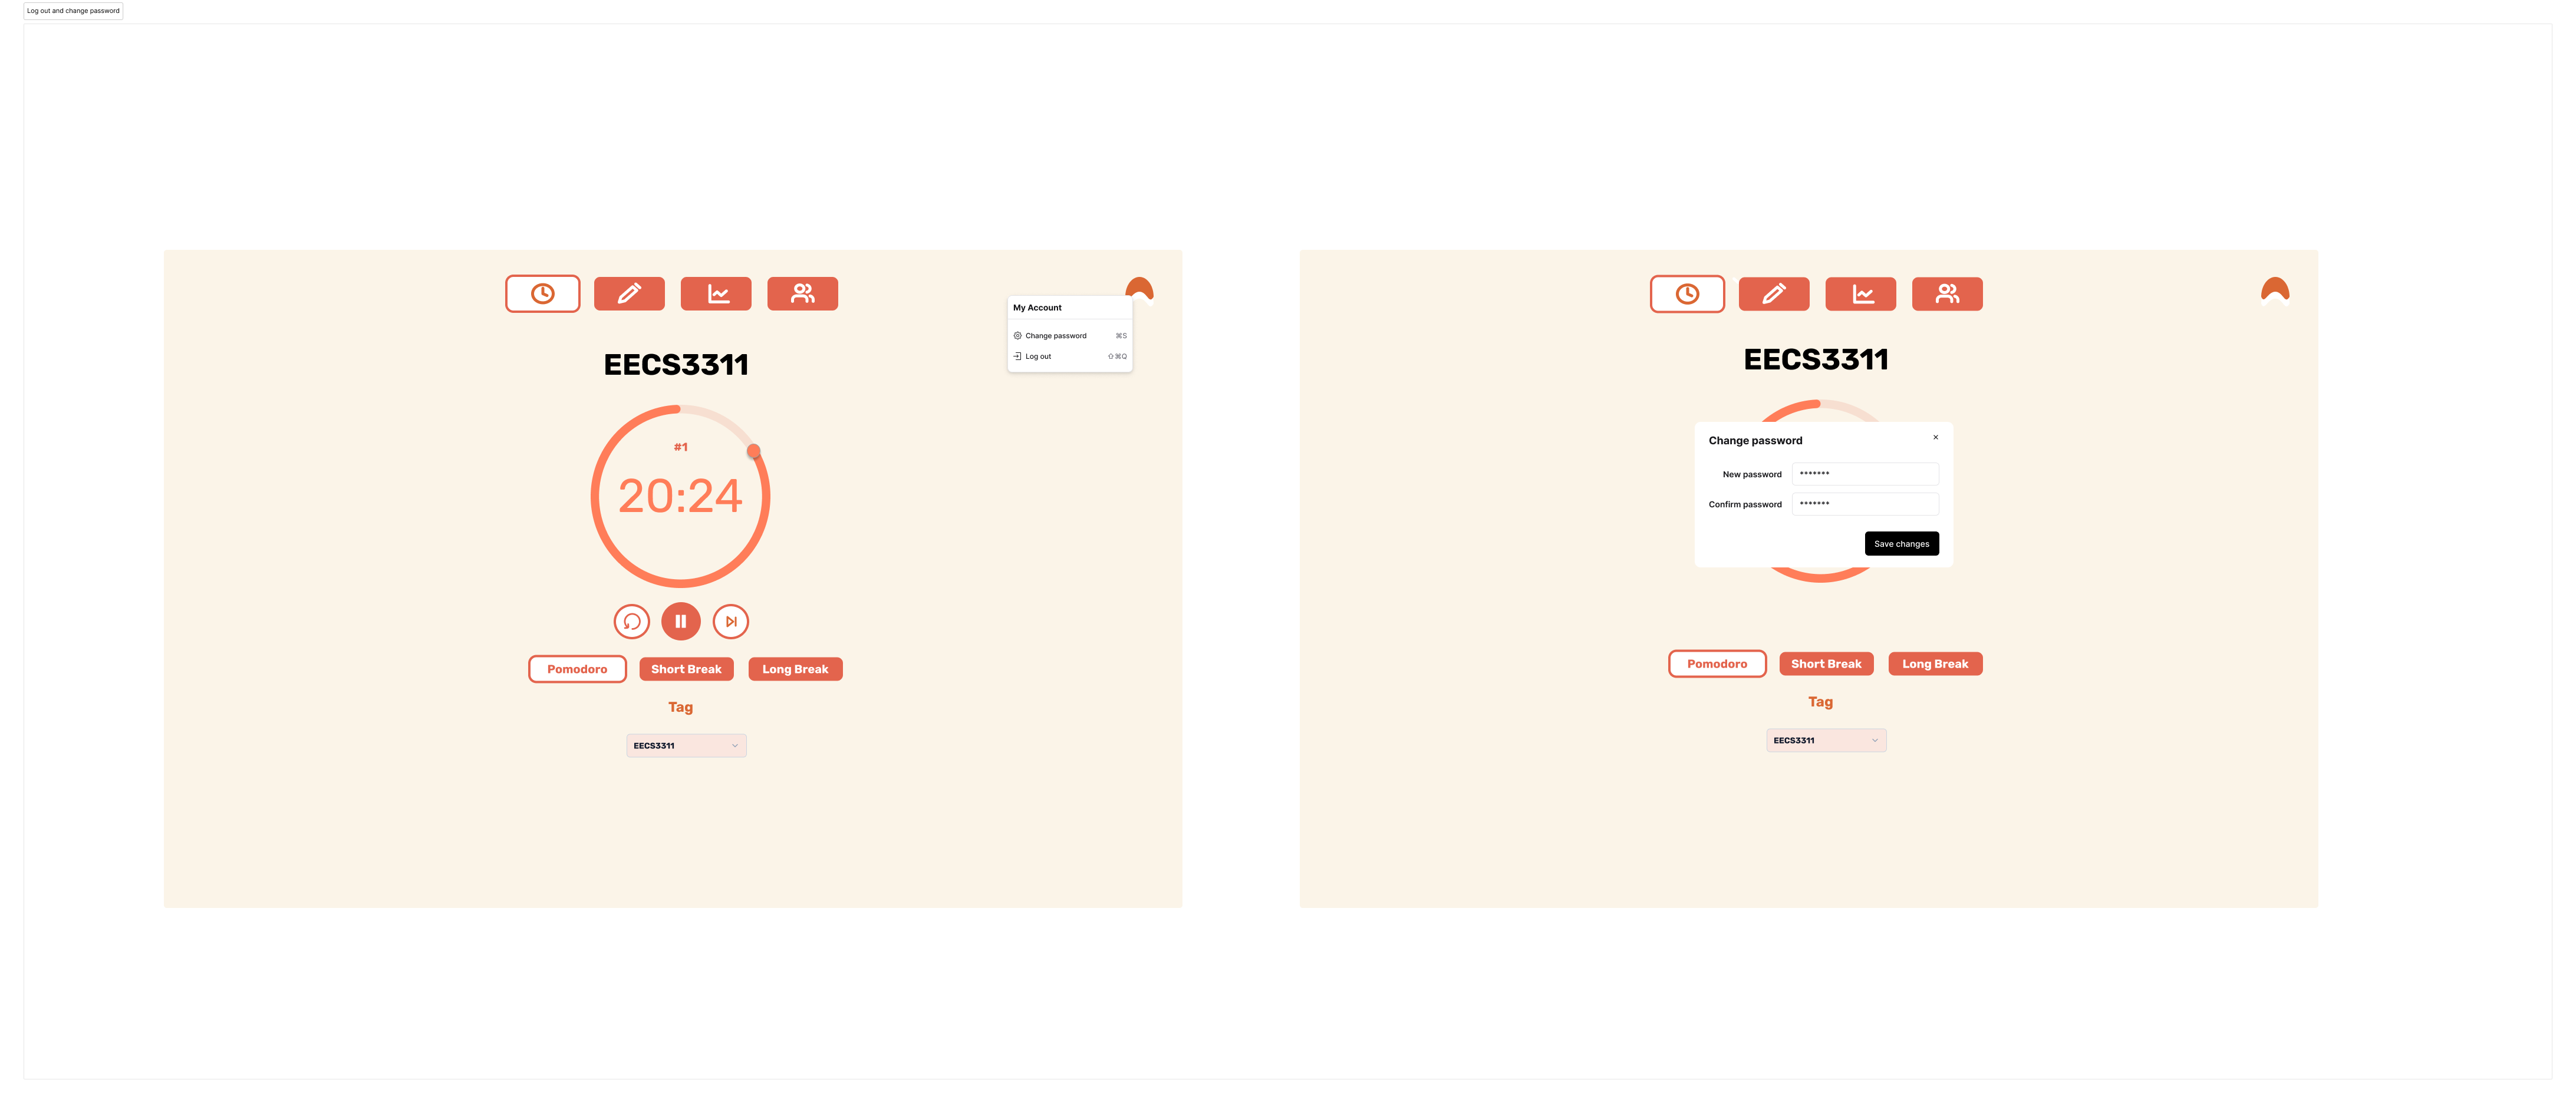 Log out and change password
My Account
Change password ⌘S
Log out ⇧⌘Q
EECS3311
#1
20:24
Pomodoro Short Break Long Break
Tag
EECS3311
EECS3311
Change password ×
New password *******
Confirm password *******
Save changes
Pomodoro Short Break Long Break
Tag
EECS3311